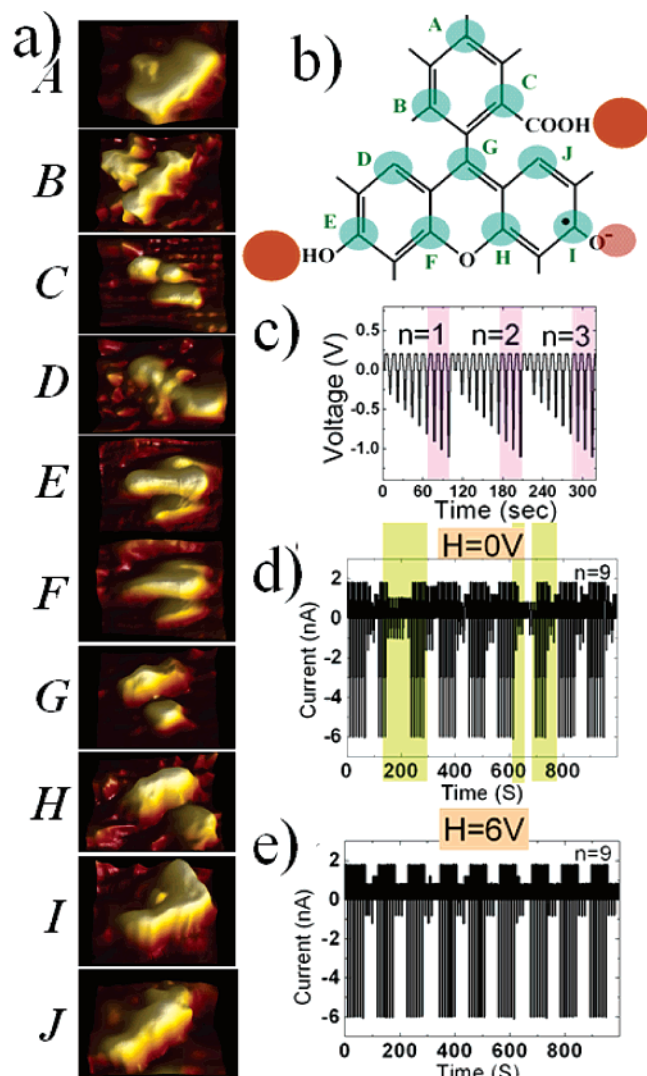 a)
A
B
C
D
E
F
G
H
I
J
b)
A
B
C
COOH
G
D
J
E
HO
F
O
H
I
O⁻
c)
n=1 n=2 n=3
0.5
0.0
-0.5
-1.0
Voltage (V)
0 60 120 180 240 300
Time (sec)
d)
H=0V
n=9
2
0
-2
-4
-6
Current (nA)
0 200 400 600 800
Time (S)
e)
H=6V
n=9
2
0
-2
-4
-6
Current (nA)
0 200 400 600 800
Time (S)